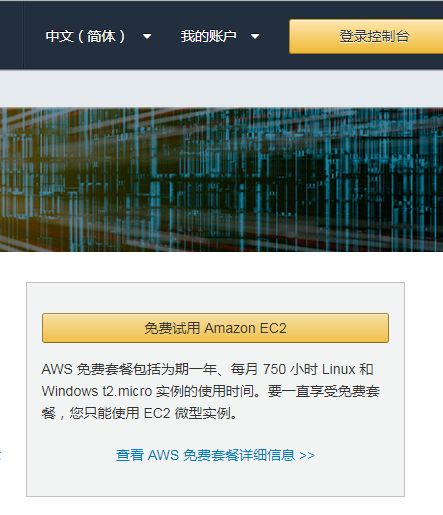 中文 ( 简体 )
我的账户
登录控制台
免费试用 Amazon EC2
AWS 免费套餐包括为期一年、每月 750 小时 Linux 和
Windows t2.micro 实例的使用时间。要一直享受免费套
餐，您只能使用 EC2 微型实例。
查看 AWS 免费套餐详细信息 >>